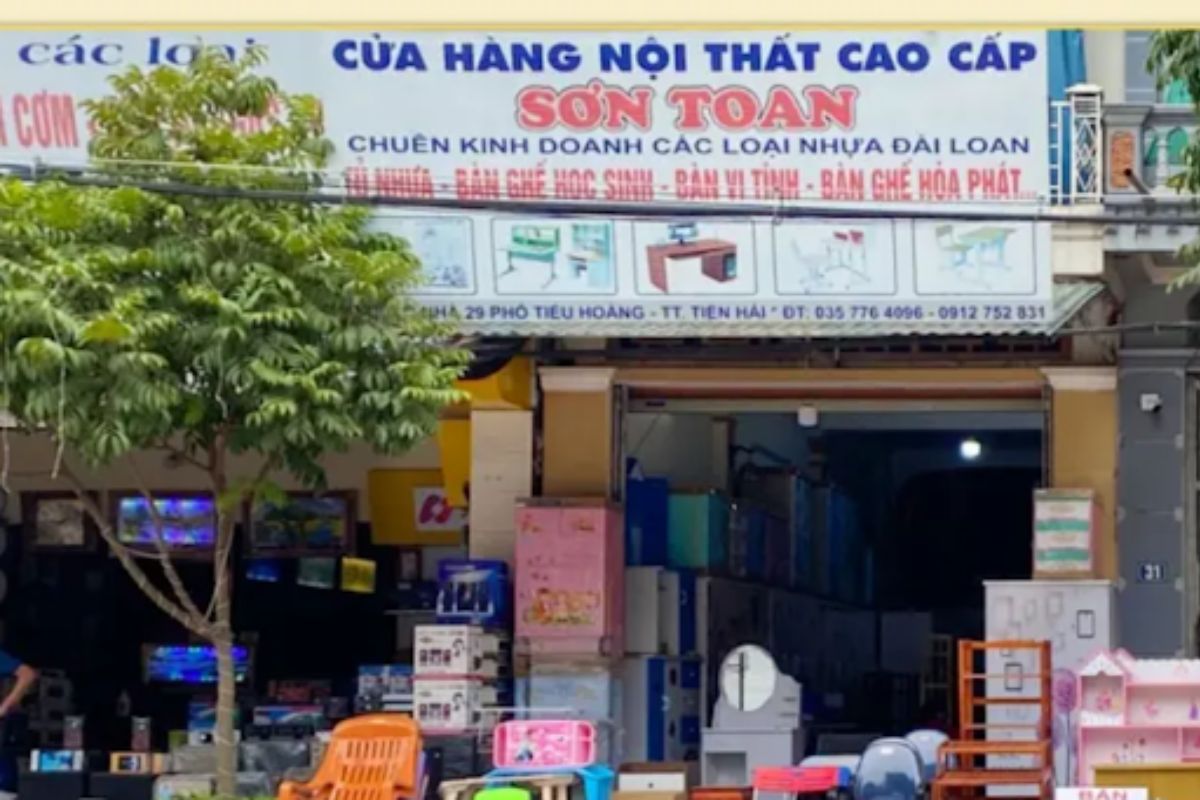 các loại
CƠM
CỬA HÀNG NỘI THẤT CAO CẤP
SƠN TOAN
CHUÊN KINH DOANH CÁC LOẠI NHỰA ĐÀI LOAN
TỦ NHỰA - BÀN GHẾ HỌC SINH - BÀN VI TÍNH - BÀN GHẾ HÒA PHÁT...
NHÀ 29 PHỐ TIỂU HOÀNG - TT. TIỀN HẢI * ĐT: 035 776 4096 - 0912 752 831
31
BÁN